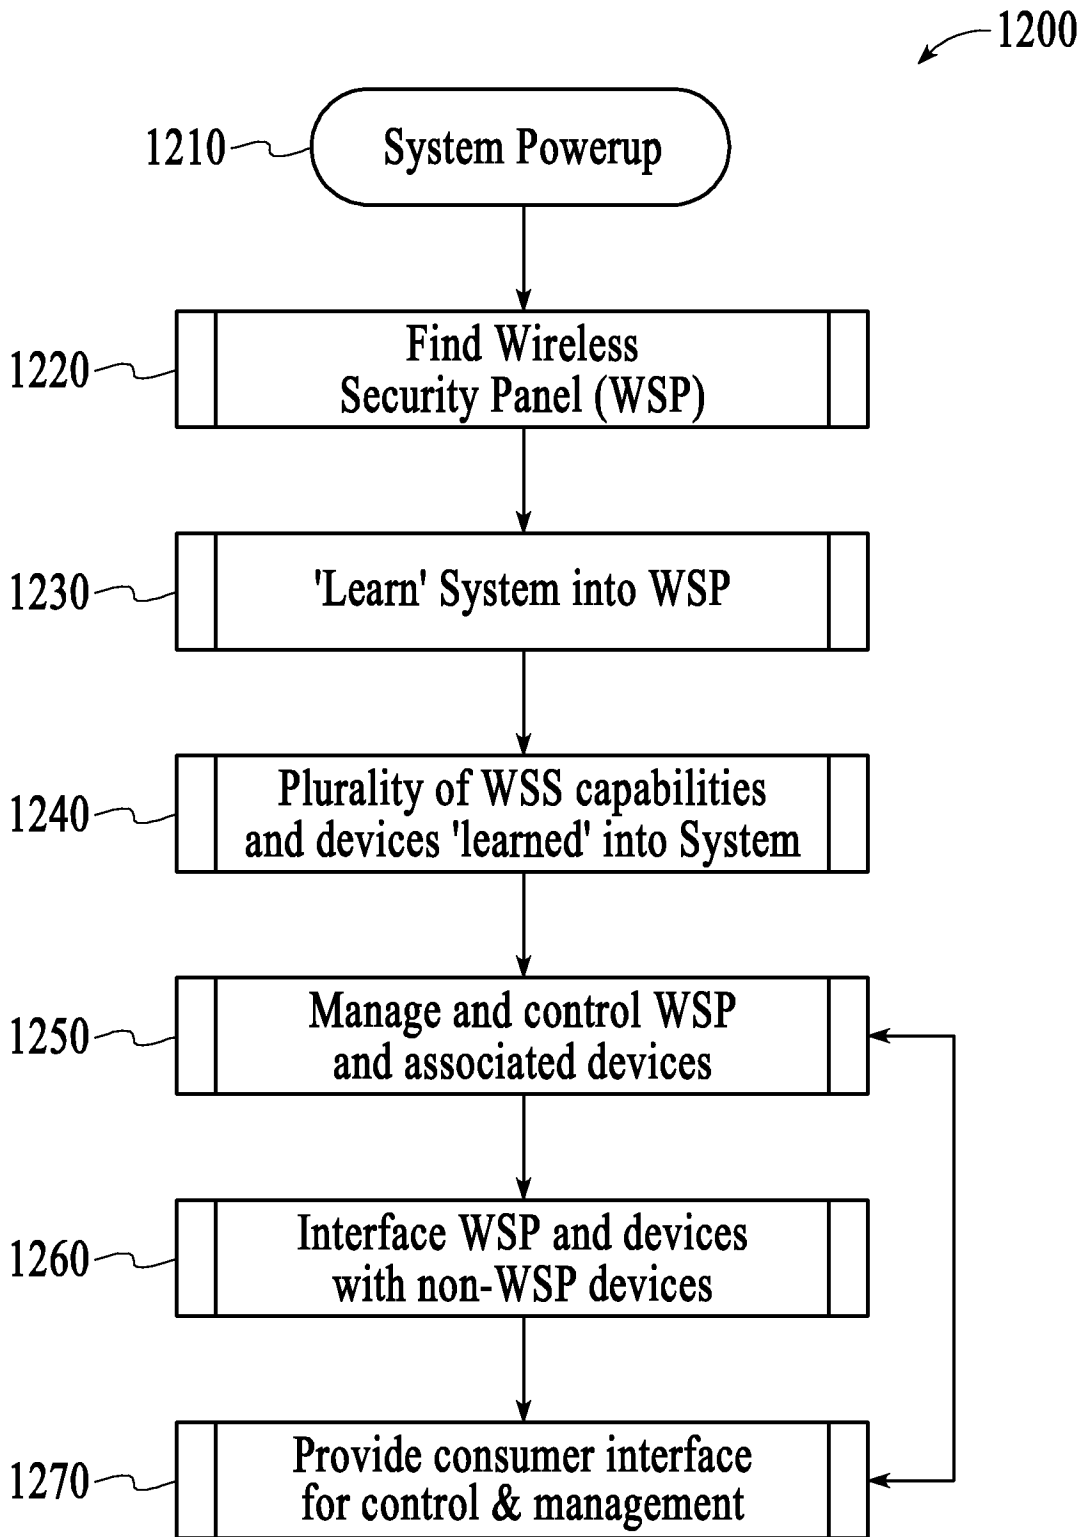 1200
1210
System Powerup
1220
Find Wireless
Security Panel (WSP)
1230
'Learn' System into WSP
1240
Plurality of WSS capabilities
and devices 'learned' into System
1250
Manage and control WSP
and associated devices
1260
Interface WSP and devices
with non-WSP devices
1270
Provide consumer interface
for control & management